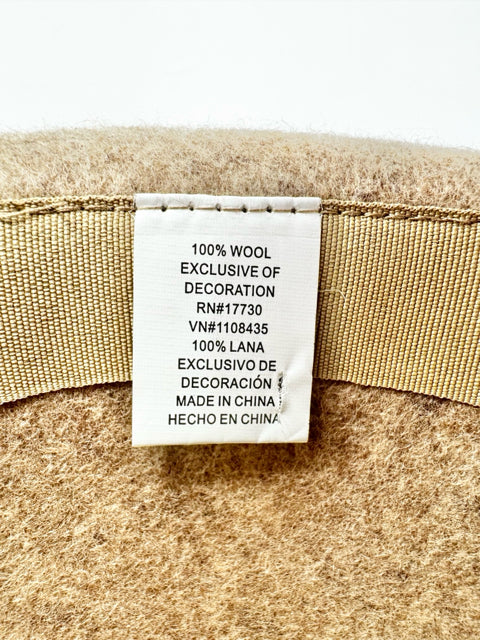 100% WOOL
EXCLUSIVE OF
DECORATION
RN#17730
VN#1108435
100% LANA
EXCLUSIVO DE
DECORACIÓN
MADE IN CHINA
HECHO EN CHINA